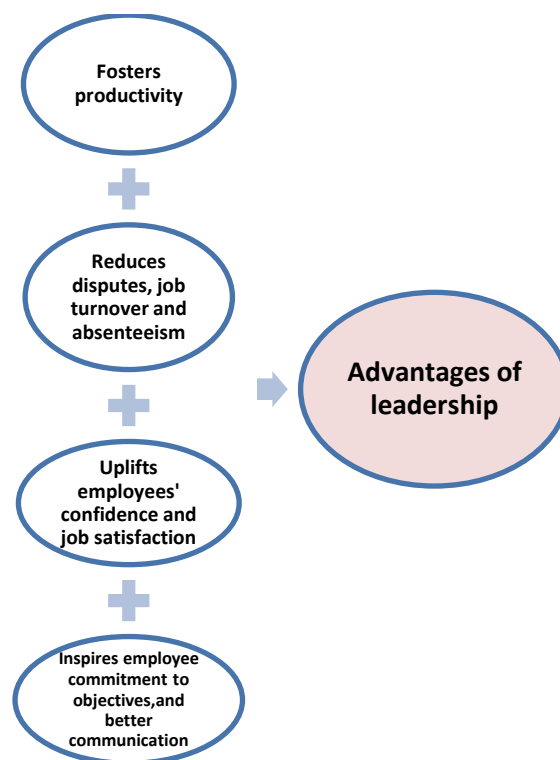 Fosters
productivity
Reduces
disputes, job
turnover and
absenteeism
Uplifts
employees'
confidence and
job satisfaction
Inspires employee
commitment to
objectives,and
better
communication
Advantages of
leadership